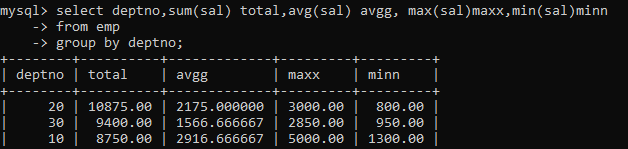 mysql> select deptno,sum(sal) total,avg(sal) avgg, max(sal)maxx,min(sal)minn
    -> from emp
    -> group by deptno;
+--------+----------+-------------+---------+---------+
| deptno | total    | avgg        | maxx    | minn    |
+--------+----------+-------------+---------+---------+
|     20 | 10875.00 | 2175.000000 | 3000.00 |  800.00 |
|     30 |  9400.00 | 1566.666667 | 2850.00 |  950.00 |
|     10 |  8750.00 | 2916.666667 | 5000.00 | 1300.00 |